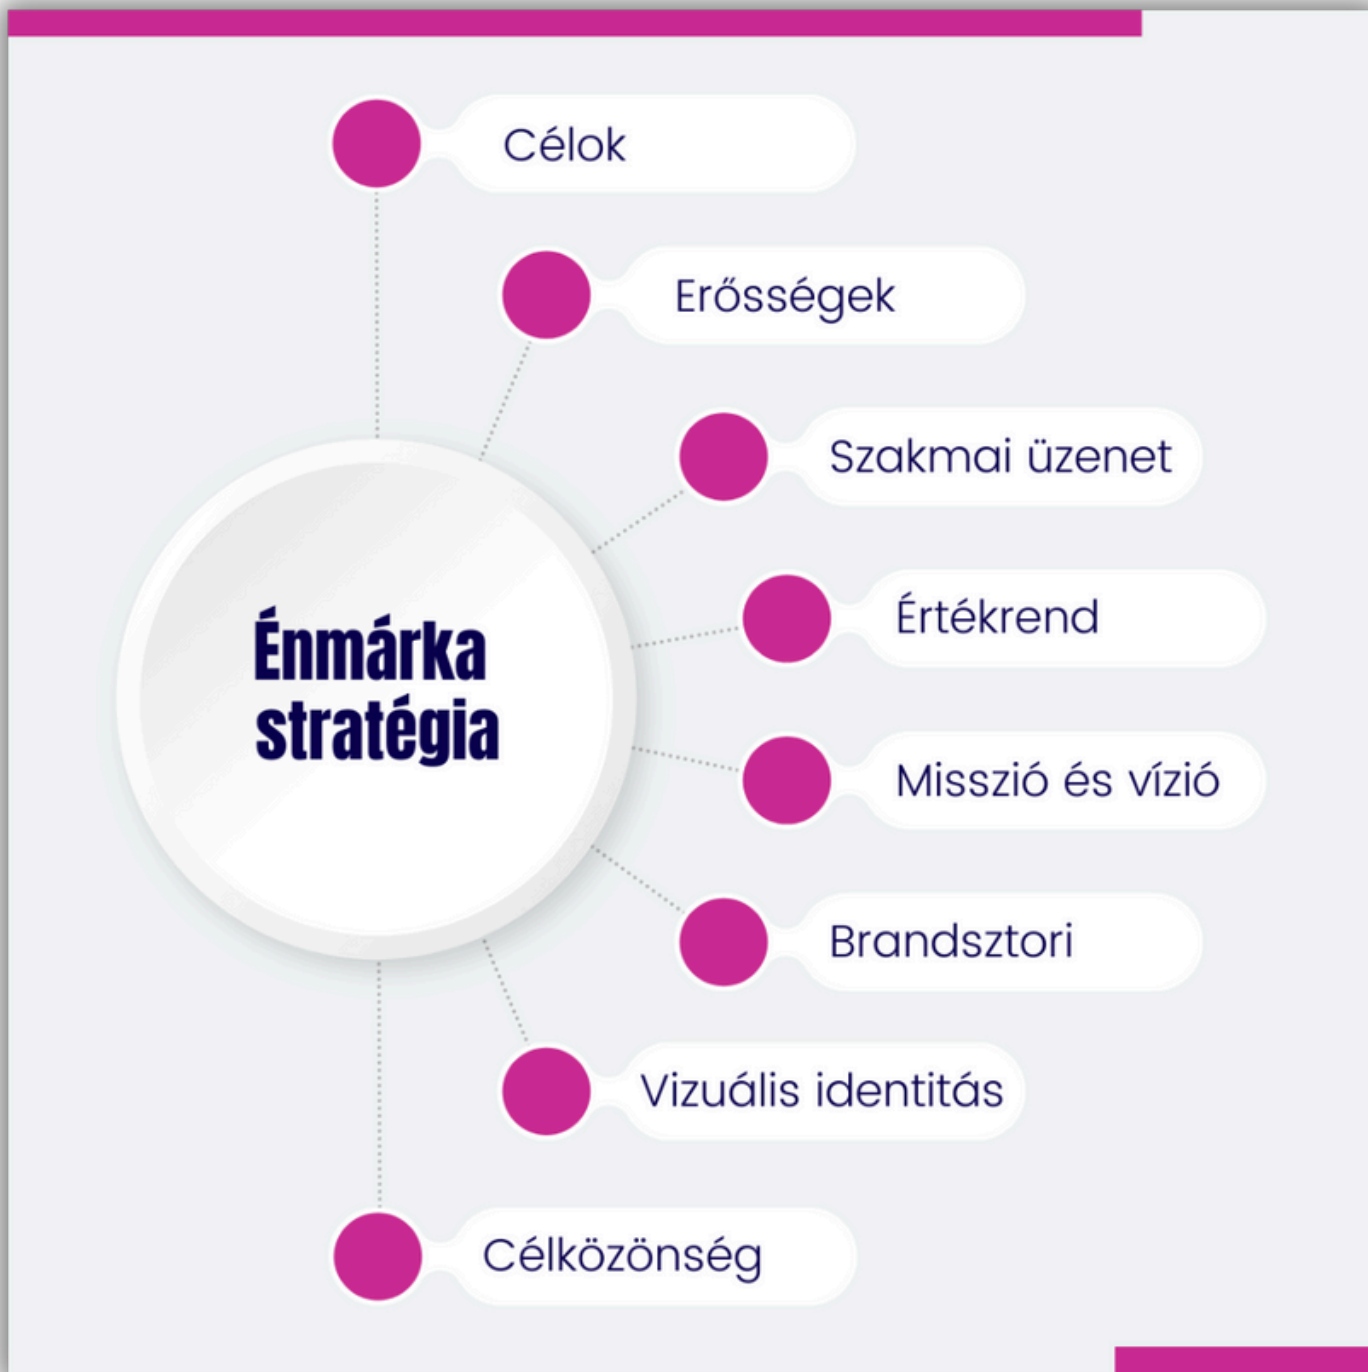 Célok
Erősségek
Szakmai üzenet
Értékrend
Énmárka
stratégia
Misszió és vízió
Brandsztori
Vizuális identitás
Célközönség